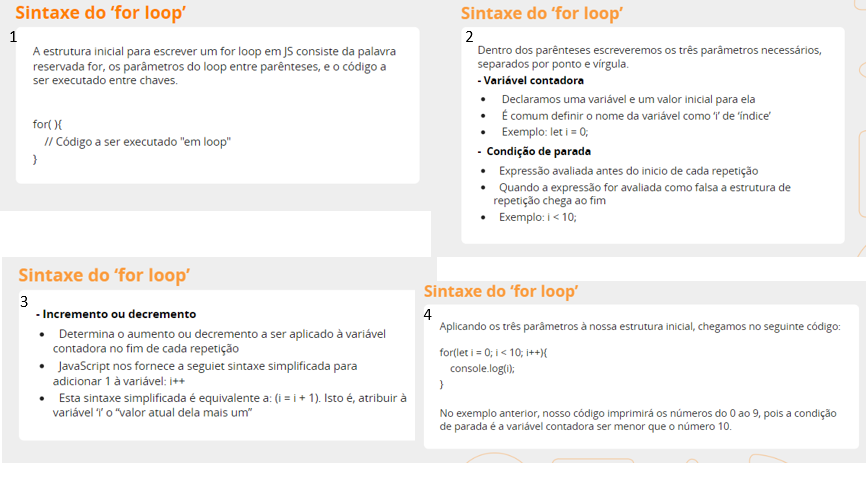 Sintaxe do ‘for loop’
1
A estrutura inicial para escrever um for loop em JS consiste da palavra
reservada for, os parâmetros do loop entre parênteses, e o código a
ser executado entre chaves.
for( ){
// Código a ser executado "em loop"
}
Sintaxe do ‘for loop’
2
Dentro dos parênteses escreveremos os três parâmetros necessários,
separados por ponto e vírgula.
- Variável contadora
• Declaramos uma variável e um valor inicial para ela
• É comum definir o nome da variável como ‘i’ de ‘índice’
• Exemplo: let i = 0;
- Condição de parada
• Expressão avaliada antes do inicio de cada repetição
• Quando a expressão for avaliada como falsa a estrutura de
repetição chega ao fim
• Exemplo: i < 10;
Sintaxe do ‘for loop’
3
- Incremento ou decremento
• Determina o aumento ou decremento a ser aplicado à variável
contadora no fim de cada repetição
• JavaScript nos fornece a seguiet sintaxe simplificada para
adicionar 1 à variável: i++
• Esta sintaxe simplificada é equivalente a: (i = i + 1). Isto é, atribuir à
variável ‘i’ o “valor atual dela mais um”
Sintaxe do ‘for loop’
4
Aplicando os três parâmetros à nossa estrutura inicial, chegamos no seguinte código:
for(let i = 0; i < 10; i++){
console.log(i);
}
No exemplo anterior, nosso código imprimirá os números do 0 ao 9, pois a condição
de parada é a variável contadora ser menor que o número 10.